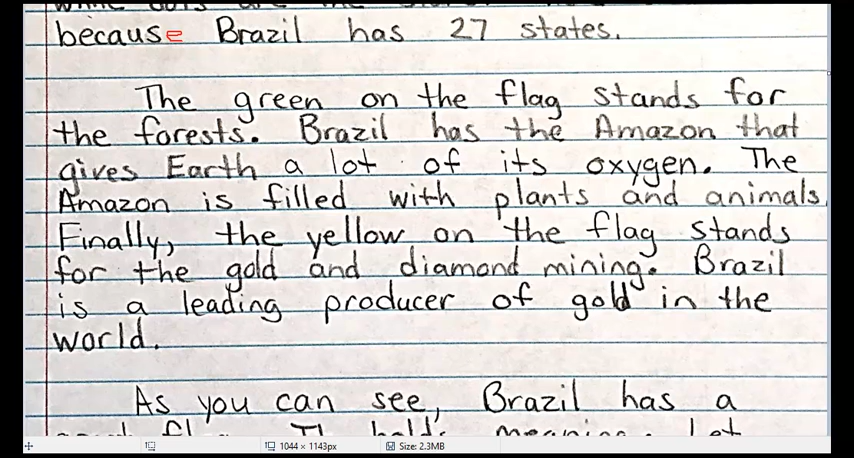 because Brazil has 27 states.
The green on the flag stands for
the forests. Brazil has the Amazon that
gives Earth a lot of its oxygen. The
Amazon is filled with plants and animals.
Finally, the yellow on the flag stands
for the gold and diamond mining. Brazil
is a leading producer of gold in the
world.
As you can see, Brazil has a
1044 × 1143px Size: 2.3MB